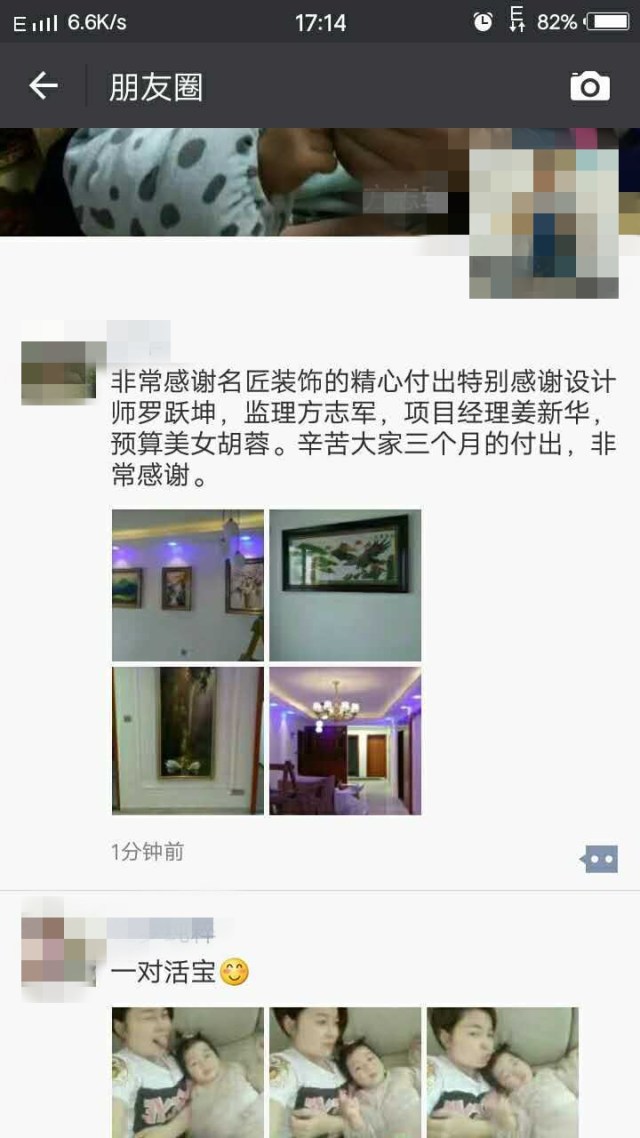 6.6K/s
17:14
E
82%
朋友圈
非常感谢名匠装饰的精心付出特别感谢设计
师罗跃坤，监理方志军，项目经理姜新华，
预算美女胡蓉。辛苦大家三个月的付出，非
常感谢。
1分钟前
一对活宝😊